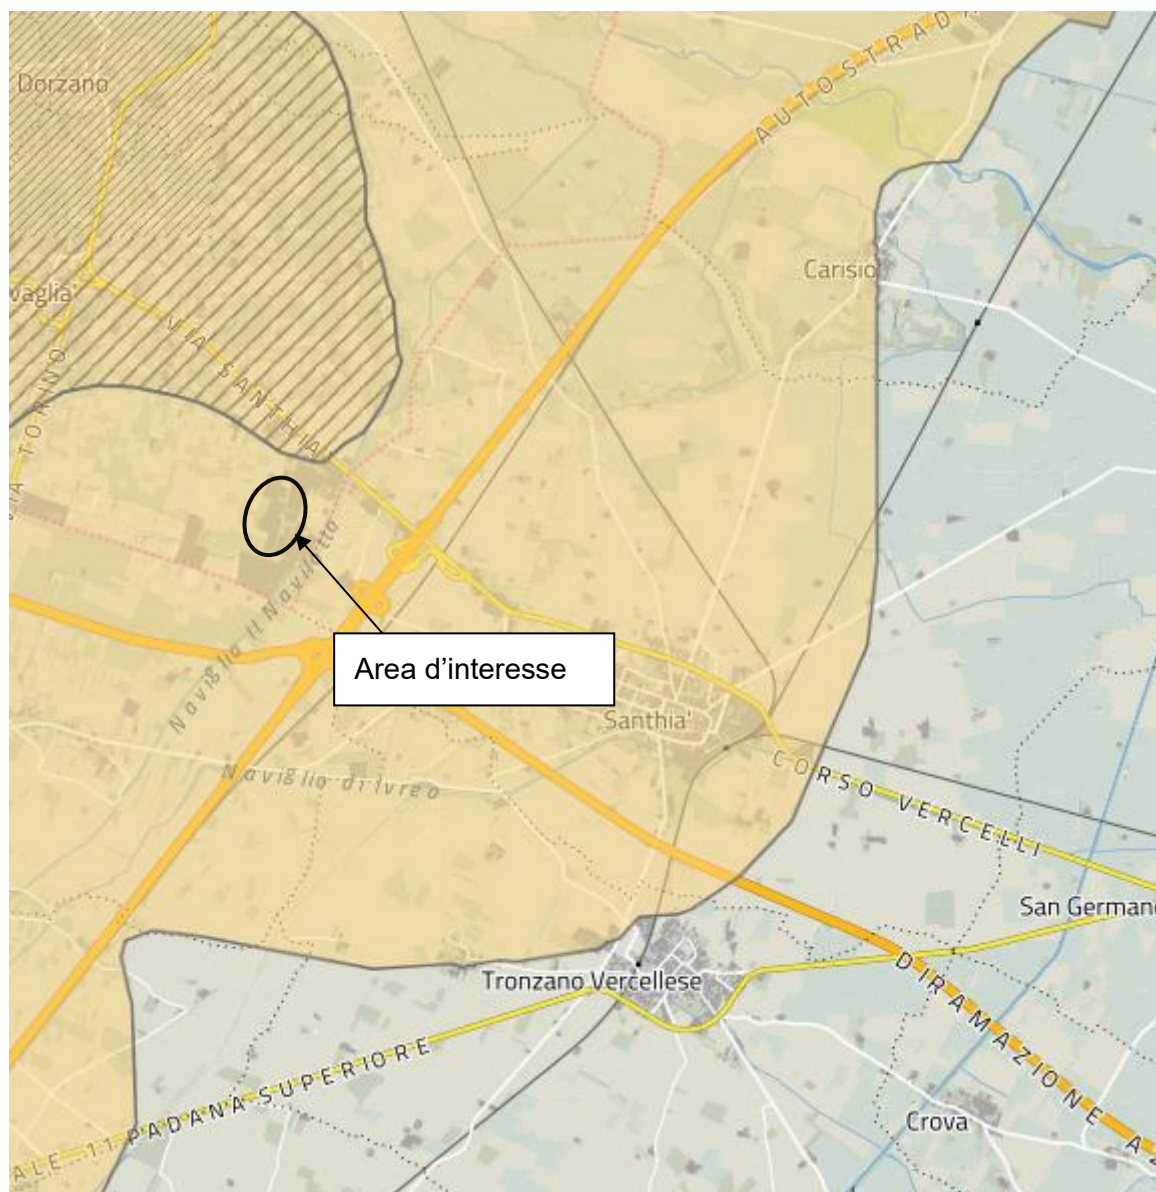 AUTOSTRADA
Dorzano
Carisio
vaglia
VIA SANTHIA
VIA TORINO
Naviglio Il Naviletto
Area d'interesse
Santhia'
Naviglio di Ivrea
CORSO VERCELLI
San Germano
DIRAMAZIONE A
Tronzano Vercellese
ALE 11 PADANA SUPERIORE
Crova